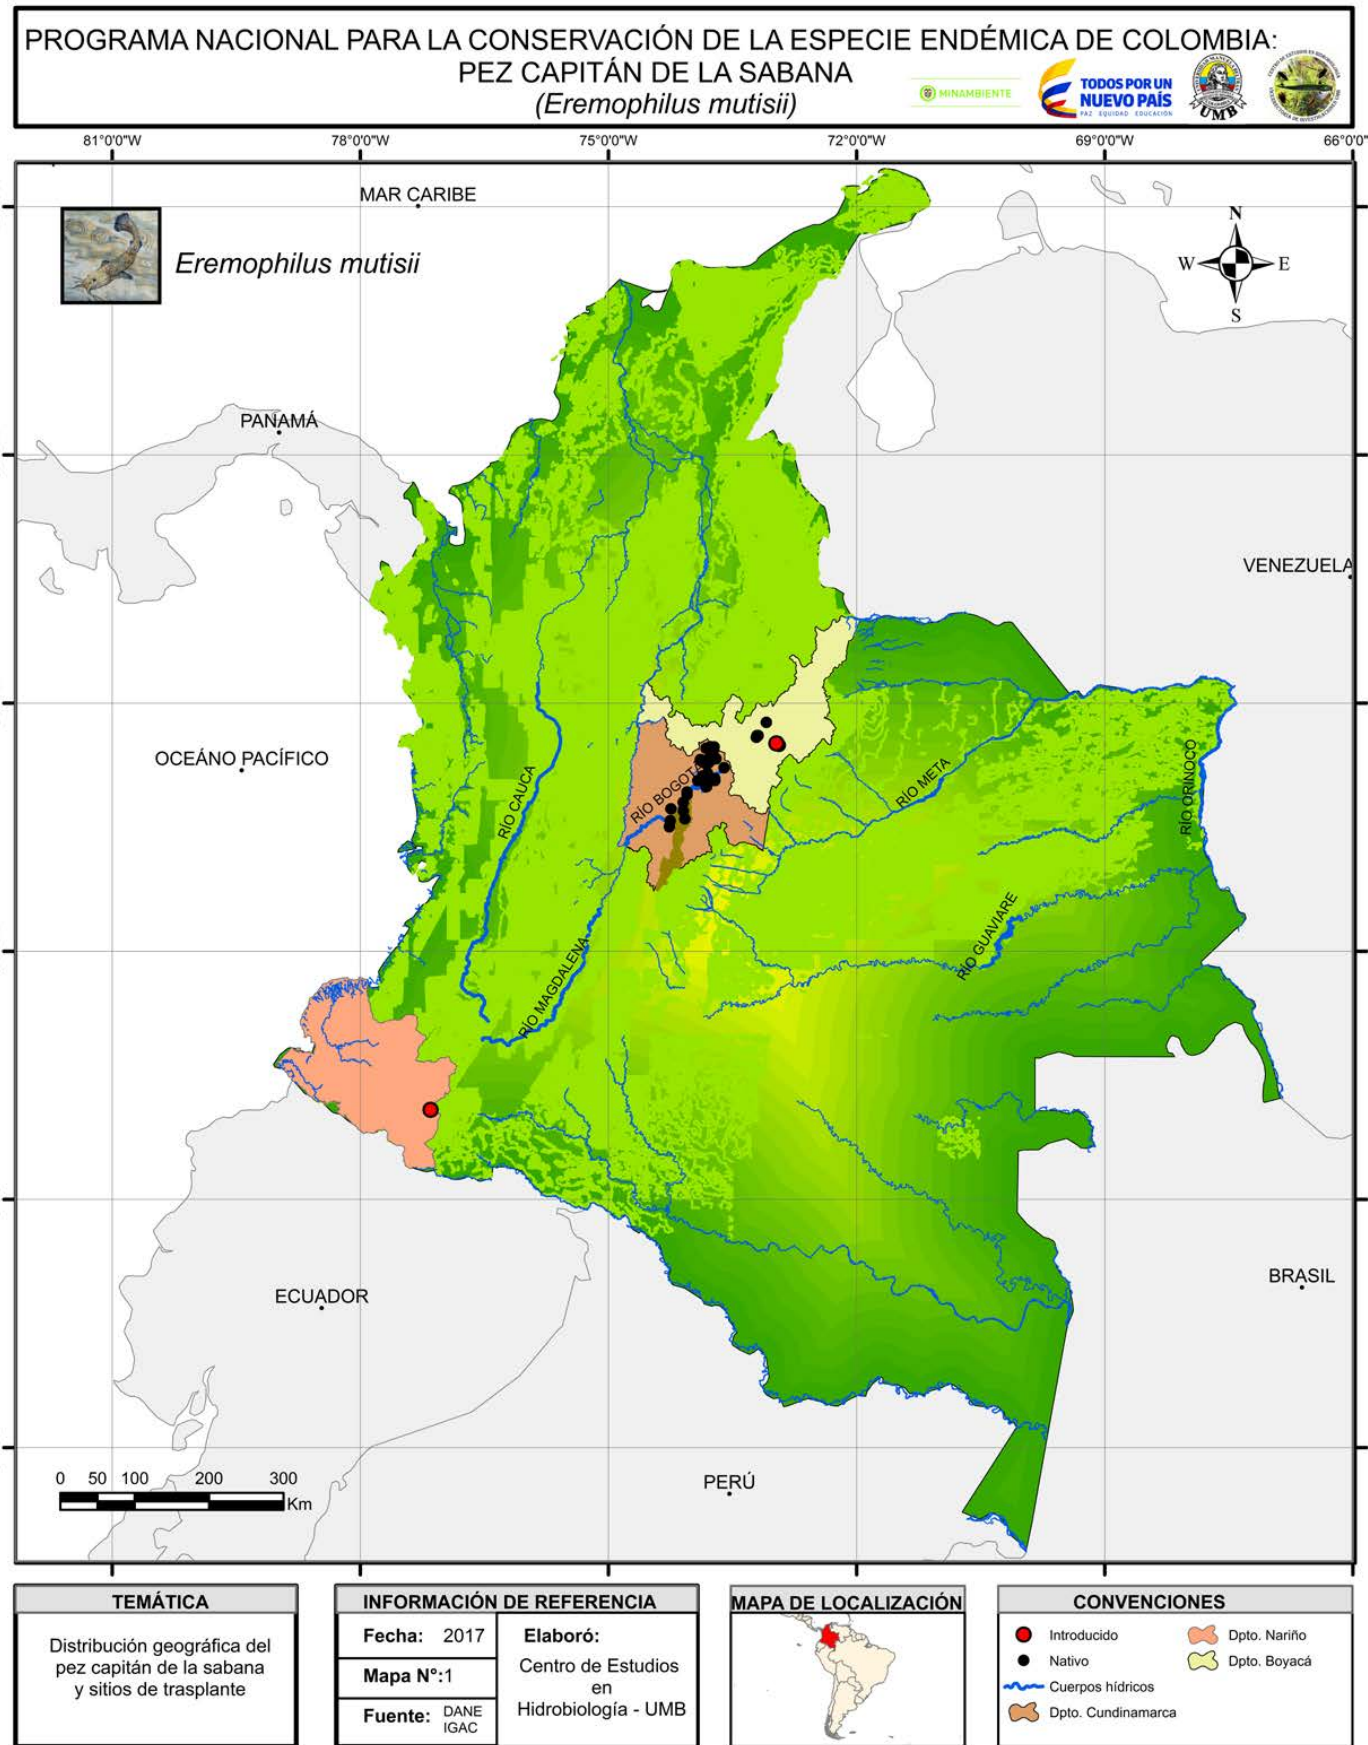 PROGRAMA NACIONAL PARA LA CONSERVACIÓN DE LA ESPECIE ENDÉMICA DE COLOMBIA:
PEZ CAPITÁN DE LA SABANA
(Eremophilus mutisii)
MINAMBIENTE
TODOS POR UN
NUEVO PAÍS
PAZ EQUIDAD EDUCACIÓN
UMB
81°0'0"W 78°0'0"W 75°0'0"W 72°0'0"W 69°0'0"W 66°0'0"W
MAR CARIBE
Eremophilus mutisii
N
W E
S
PANAMÁ
VENEZUELA
OCEÁNO PACÍFICO
RÍO CAUCA
RÍO BOGOTÁ
RÍO META
RÍO ORINOCO
RÍO MAGDALENA
RÍO GUAVIARE
ECUADOR
BRASIL
PERÚ
0 50 100 200 300
Km
TEMÁTICA
Distribución geográfica del
pez capitán de la sabana
y sitios de trasplante
INFORMACIÓN DE REFERENCIA
Fecha: 2017
Mapa N°:1
Fuente: DANE
IGAC
Elaboró:
Centro de Estudios
en
Hidrobiología - UMB
MAPA DE LOCALIZACIÓN
CONVENCIONES
Introducido
Nativo
Cuerpos hídricos
Dpto. Cundinamarca
Dpto. Nariño
Dpto. Boyacá